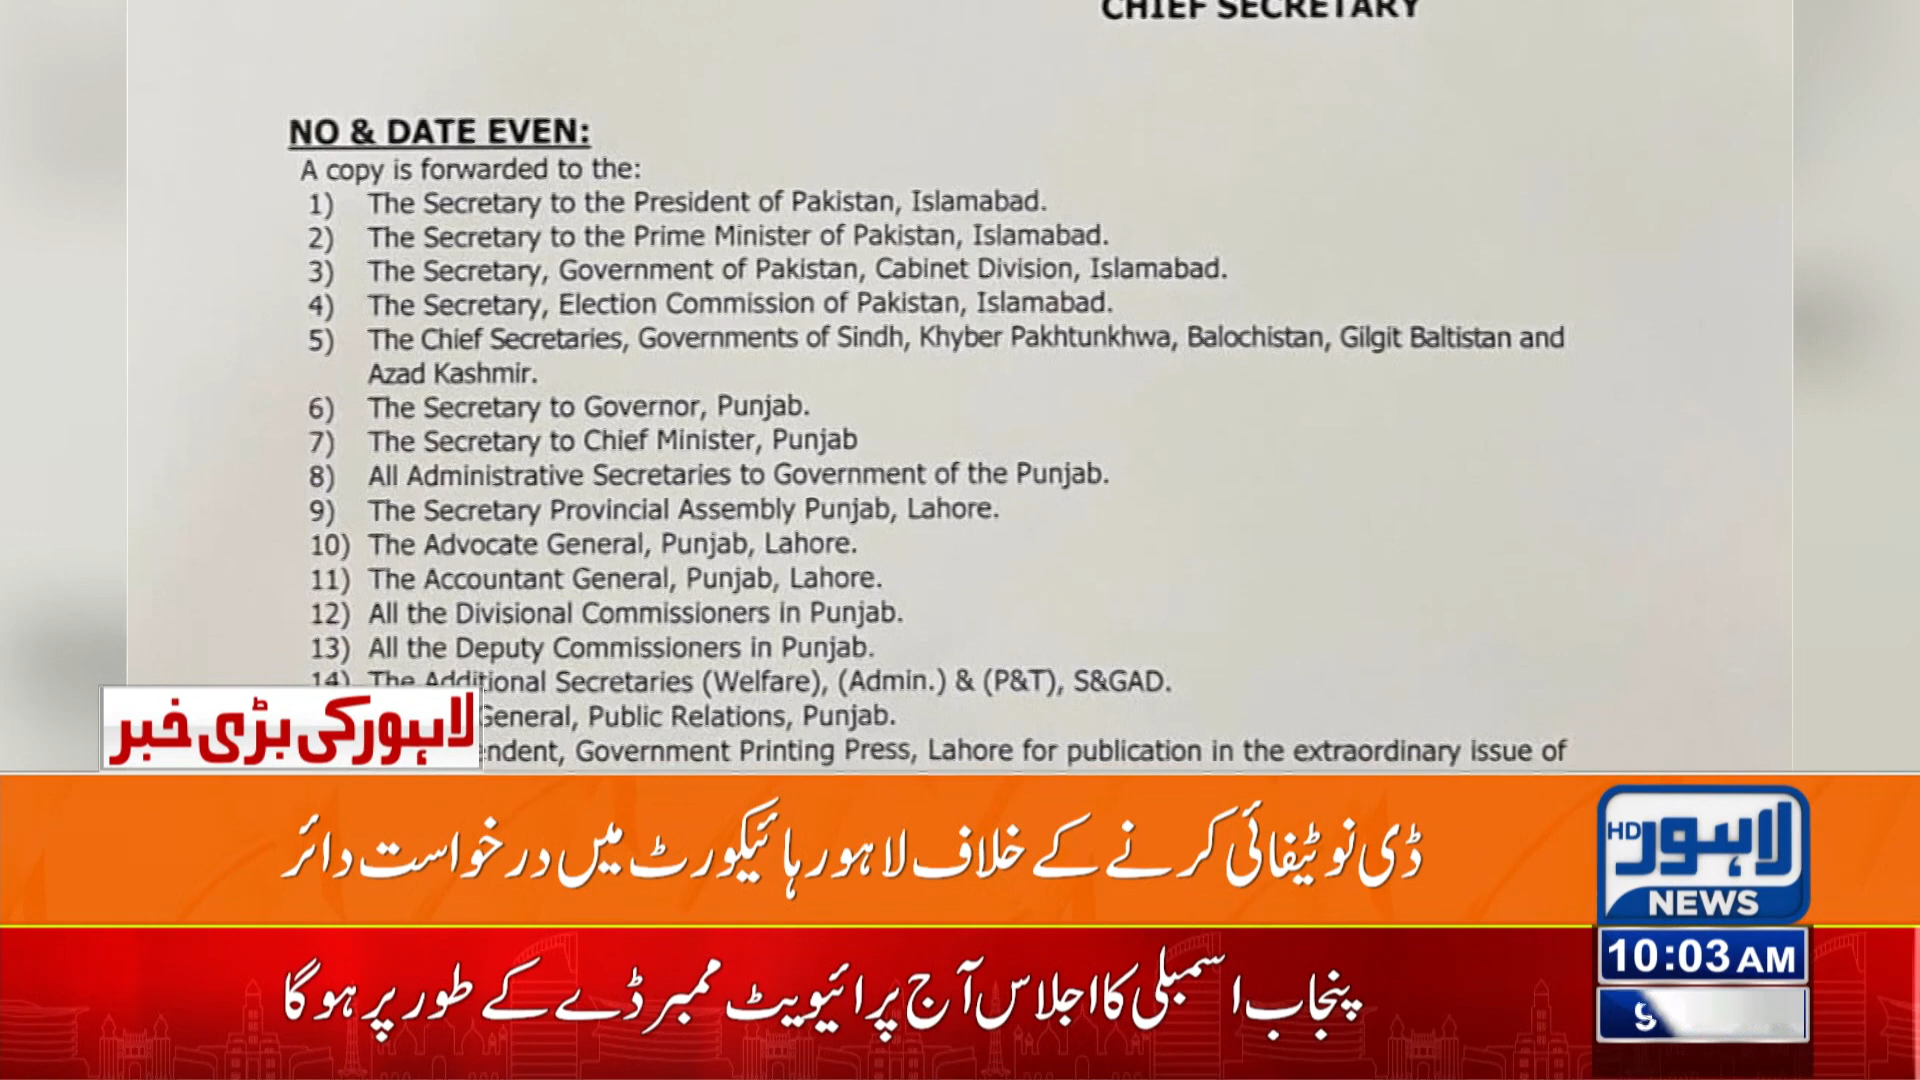 CHIEF SECRETARY
NO & DATE EVEN:
A copy is forwarded to the:
1) The Secretary to the President of Pakistan, Islamabad.
2) The Secretary to the Prime Minister of Pakistan, Islamabad.
3) The Secretary, Government of Pakistan, Cabinet Division, Islamabad.
4) The Secretary, Election Commission of Pakistan, Islamabad.
5) The Chief Secretaries, Governments of Sindh, Khyber Pakhtunkhwa, Balochistan, Gilgit Baltistan and
Azad Kashmir.
6) The Secretary to Governor, Punjab.
7) The Secretary to Chief Minister, Punjab
8) All Administrative Secretaries to Government of the Punjab.
9) The Secretary Provincial Assembly Punjab, Lahore.
10) The Advocate General, Punjab, Lahore.
11) The Accountant General, Punjab, Lahore.
12) All the Divisional Commissioners in Punjab.
13) All the Deputy Commissioners in Punjab.
14) The Additional Secretaries (Welfare), (Admin.) & (P&T), S&GAD.
General, Public Relations, Punjab.
endent, Government Printing Press, Lahore for publication in the extraordinary issue of
لاہور کی بڑی خبر
ڈی نوٹیفائی کرنے کے خلاف لاہور ہائیکورٹ میں درخواست دائر
لاہور HD
NEWS
10:03 AM
پنجاب اسمبلی کا اجلاس آج پرائیویٹ ممبر ڈے کے طور پر ہوگا